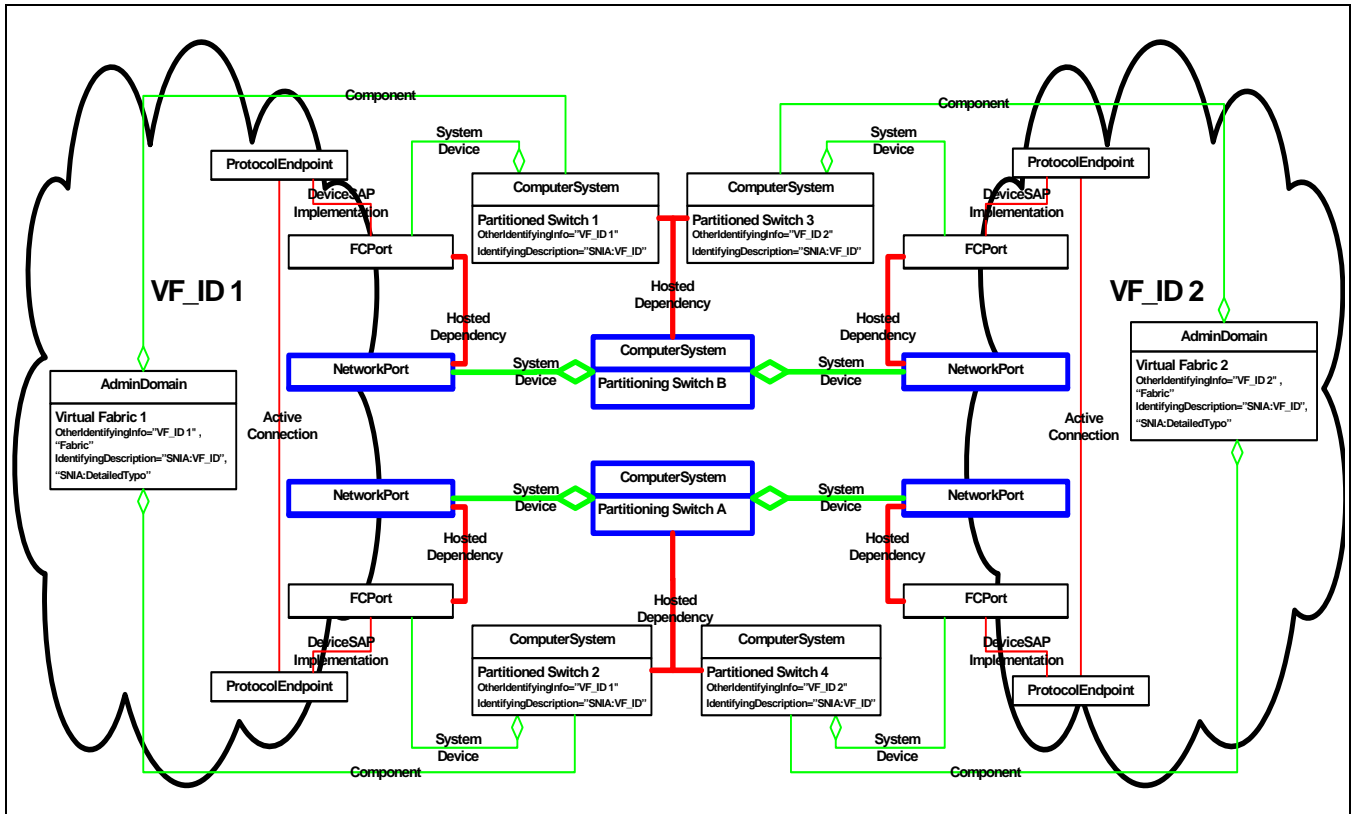 Component
Component
System
Device
System
Device
ProtocolEndpoint
ProtocolEndpoint
DeviceSAP
Implementation
DeviceSAP
Implementation
ComputerSystem
Partitioned Switch 1
OtherIdentifyingInfo="VF_ID 1"
IdentifyingDescription="SNIA:VF_ID"
ComputerSystem
Partitioned Switch 3
OtherIdentifyingInfo="VF_ID 2"
IdentifyingDescription="SNIA:VF_ID"
FCPort
FCPort
VF_ID 1
VF_ID 2
Hosted
Dependency
Hosted
Dependency
Hosted
Dependency
NetworkPort
System
Device
ComputerSystem
Partitioning Switch B
System
Device
NetworkPort
AdminDomain
Virtual Fabric 1
OtherIdentifyingInfo="VF_ID 1" ,
“Fabric”
IdentifyingDescription="SNIA:VF_ID",
“SNIA:DetailedTypo”
AdminDomain
Virtual Fabric 2
OtherIdentifyingInfo="VF_ID 2" ,
“Fabric”
IdentifyingDescription="SNIA:VF_ID",
“SNIA:DetailedTypo”
Active
Connection
Active
Connection
NetworkPort
System
Device
ComputerSystem
Partitioning Switch A
System
Device
NetworkPort
Hosted
Dependency
Hosted
Dependency
FCPort
Hosted
Dependency
FCPort
DeviceSAP
Implementation
DeviceSAP
Implementation
ProtocolEndpoint
ProtocolEndpoint
ComputerSystem
Partitioned Switch 2
OtherIdentifyingInfo="VF_ID 1"
IdentifyingDescription="SNIA:VF_ID"
ComputerSystem
Partitioned Switch 4
OtherIdentifyingInfo="VF_ID 2"
IdentifyingDescription="SNIA:VF_ID"
System
Device
System
Device
Component
Component